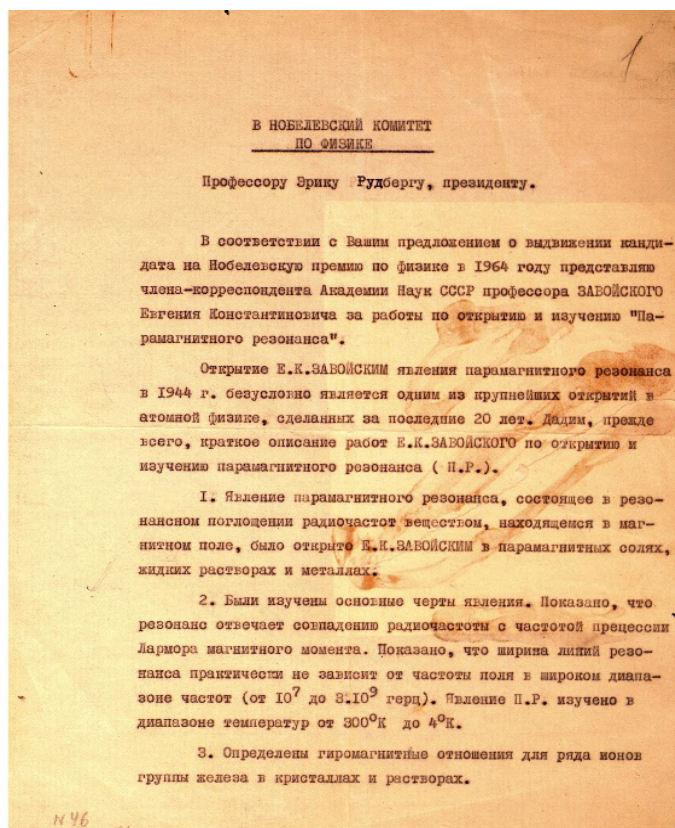 1
В НОБЕЛЕВСКИЙ КОМИТЕТ
ПО ФИЗИКЕ
Профессору Эрику Рудбергу, президенту.
В соответствии с Вашим предложением о выдвижении канди-
дата на Нобелевскую премию по физике в 1964 году представляю
члена-корреспондента Академии Наук СССР профессора ЗАВОЙСКОГО
Евгения Константиновича за работы по открытию и изучению "Па-
рамагнитного резонанса".
Открытие Е.К.ЗАВОЙСКИМ явления парамагнитного резонанса
в 1944 г. безусловно является одним из крупнейших открытий в
атомной физике, сделанных за последние 20 лет. Дадим, прежде
всего, краткое описание работ Е.К.ЗАВОЙСКОГО по открытию и
изучению парамагнитного резонанса ( П.Р.).
I. Явление парамагнитного резонанса, состоящее в резо-
нансном поглощении радиочастот веществом, находящемся в маг-
нитном поле, было открыто Е.К.ЗАВОЙСКИМ в парамагнитных солях,
жидких растворах и металлах.
2. Были изучены основные черты явления. Показано, что
резонанс отвечает совпадению радиочастоты с частотой прецессии
Лармора магнитного момента. Показано, что ширина линий резо-
нанса практически не зависит от частоты поля в широком диапа-
зоне частот (от 10⁷ до 3.10⁹ герц). Явление П.Р. изучено в
диапазоне температур от 300⁰К до 4⁰К.
3. Определены гиромагнитные отношения для ряда ионов
группы железа в кристаллах и растворах.
N 46